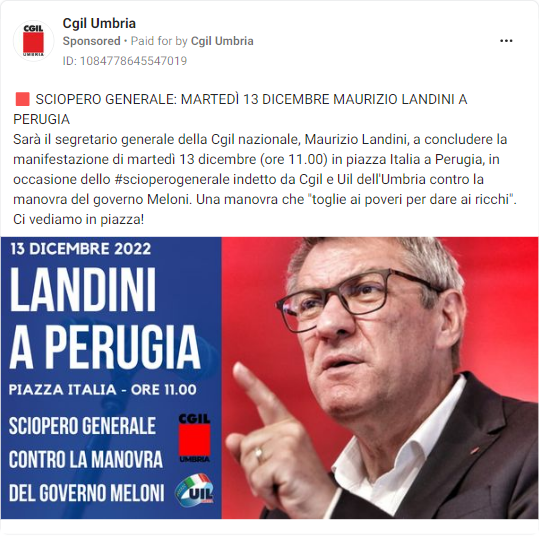 Cgil Umbria
Sponsored • Paid for by Cgil Umbria
ID: 1084778645547019
SCIOPERO GENERALE: MARTEDÌ 13 DICEMBRE MAURIZIO LANDINI A
PERUGIA
Sarà il segretario generale della Cgil nazionale, Maurizio Landini, a concludere la
manifestazione di martedì 13 dicembre (ore 11.00) in piazza Italia a Perugia, in
occasione dello #scioperogenerale indetto da Cgil e Uil dell'Umbria contro la
manovra del governo Meloni. Una manovra che "toglie ai poveri per dare ai ricchi".
Ci vediamo in piazza!
13 DICEMBRE 2022
LANDINI
A PERUGIA
PIAZZA ITALIA - ORE 11.00
SCIOPERO GENERALE
CONTRO LA MANOVRA
DEL GOVERNO MELONI
CGIL
UMBRIA
UIL
CGIL
UMBRIA